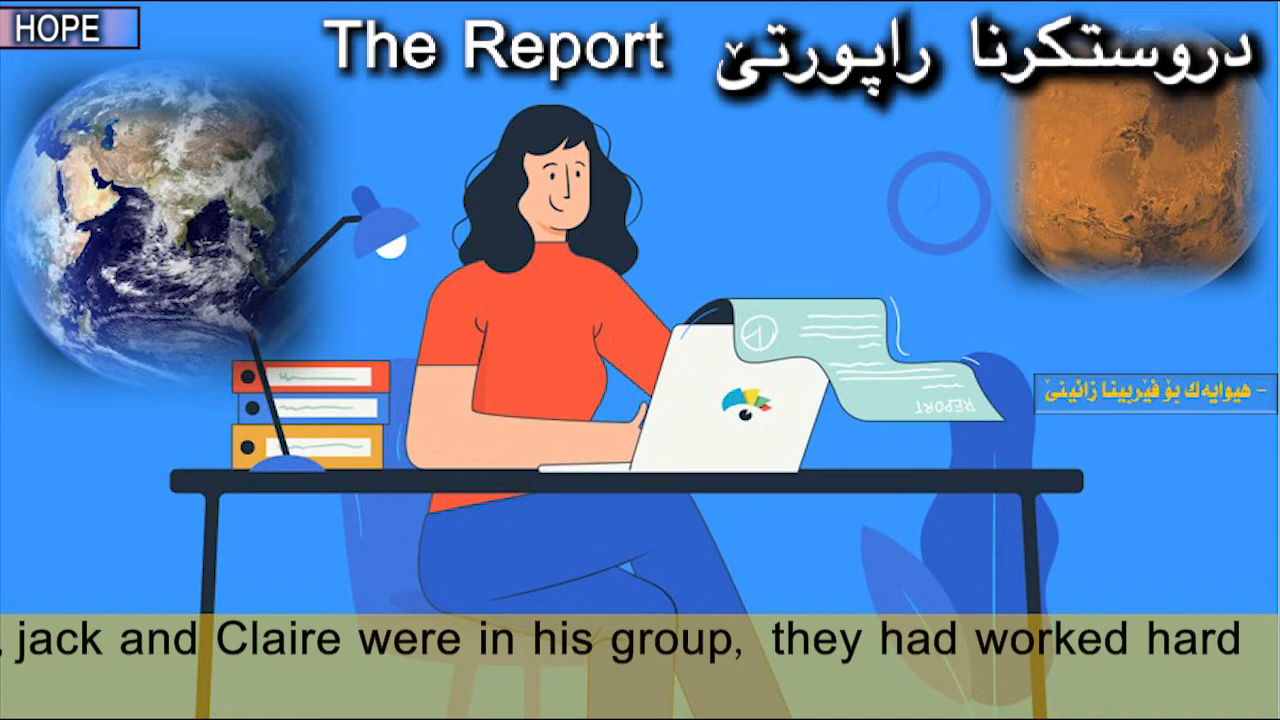 HOPE
The Report دروستكرنا راپورتێ
- هیوایەك بۆ فێربینا زائینێ
REPORT
, jack and Claire were in his group, they had worked hard